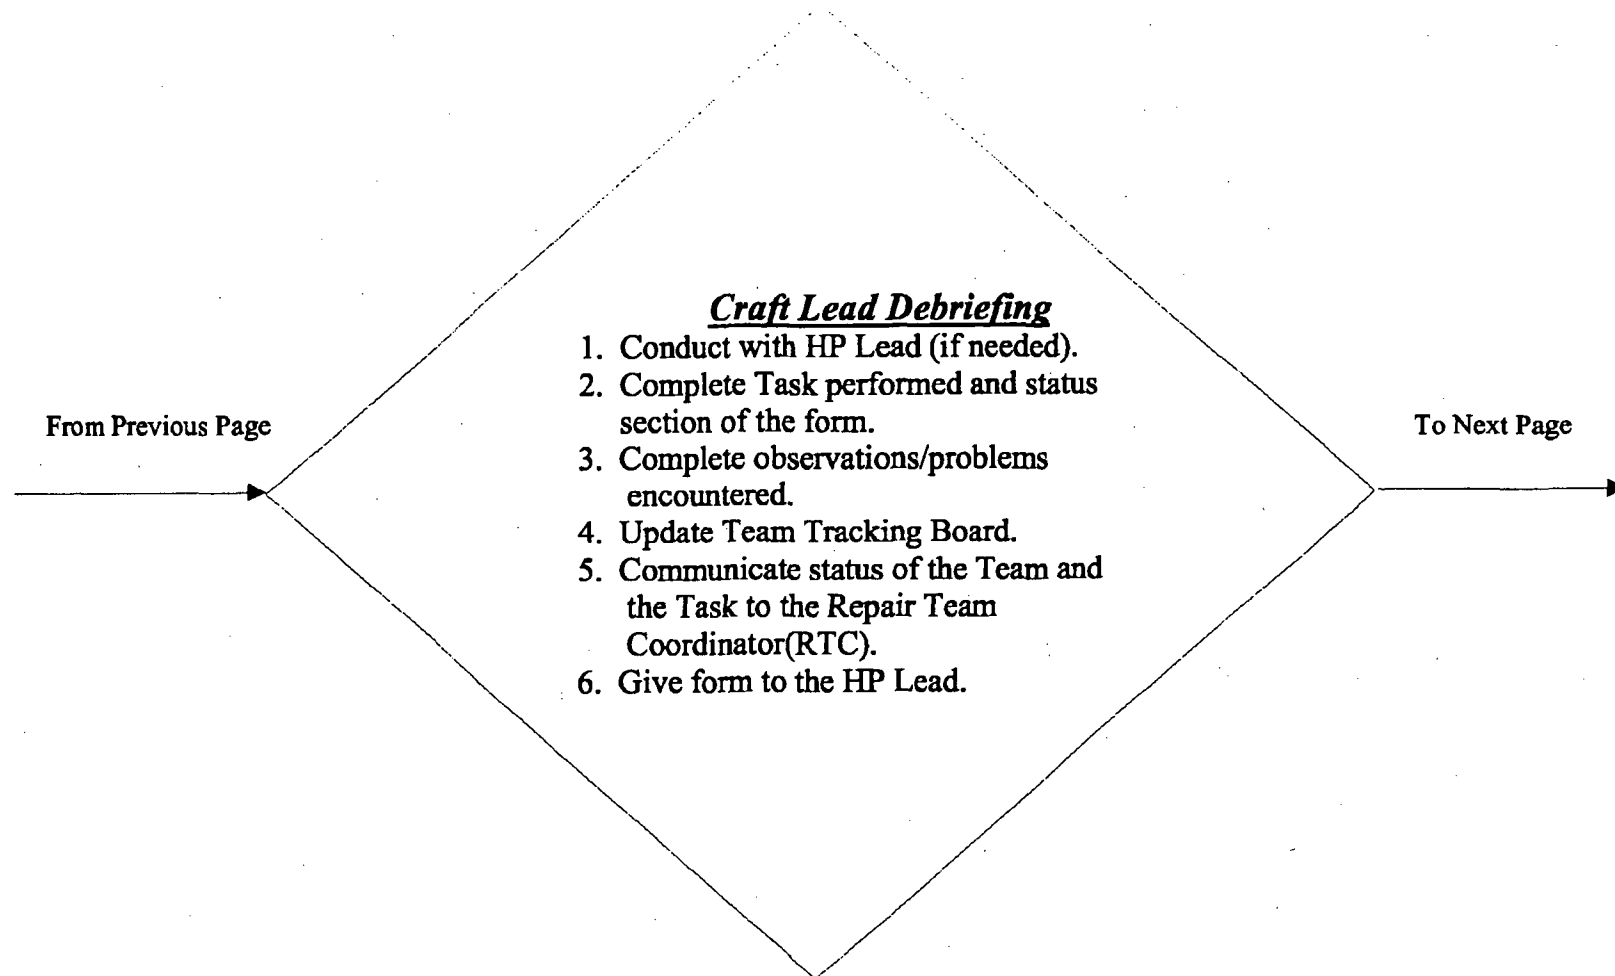 Craft Lead Debriefing
1. Conduct with HP Lead (if needed).
2. Complete Task performed and status
section of the form.
3. Complete observations/problems
encountered.
4. Update Team Tracking Board.
5. Communicate status of the Team and
the Task to the Repair Team
Coordinator(RTC).
6. Give form to the HP Lead.
From Previous Page
To Next Page